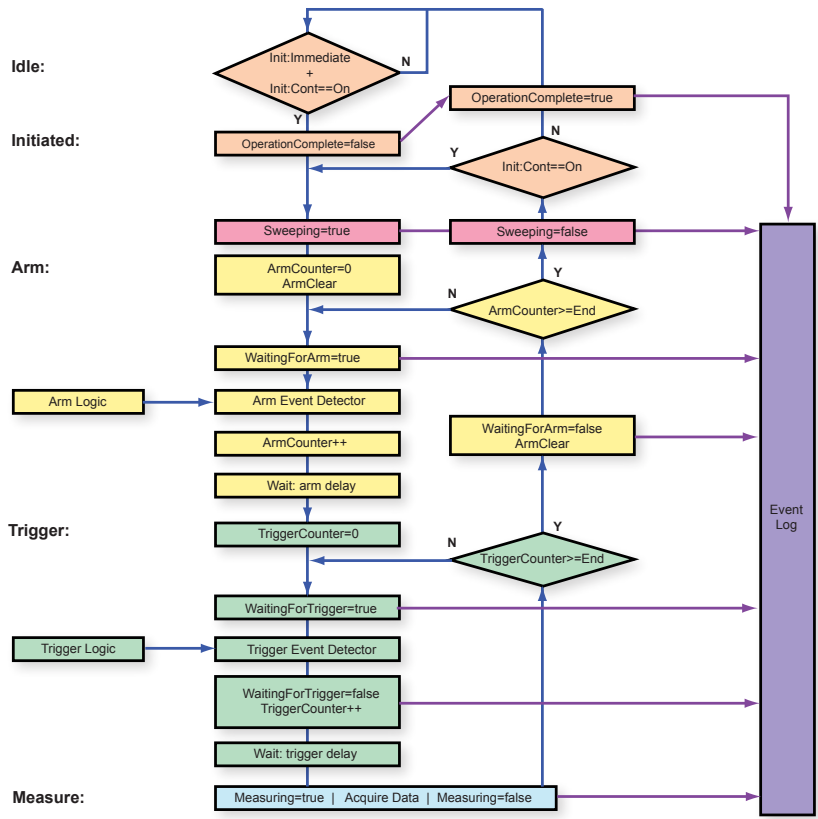 Idle:
Init:Immediate
+
Init:Cont==On
N
Y
OperationComplete=true
Initiated:
OperationComplete=false
N
Y
Init:Cont==On
Sweeping=true
Sweeping=false
Arm:
ArmCounter=0
ArmClear
Y
N
ArmCounter>=End
WaitingForArm=true
Arm Logic
Arm Event Detector
ArmCounter++
WaitingForArm=false
ArmClear
Wait: arm delay
Event
Log
Trigger:
TriggerCounter=0
Y
N
TriggerCounter>=End
WaitingForTrigger=true
Trigger Logic
Trigger Event Detector
WaitingForTrigger=false
TriggerCounter++
Wait: trigger delay
Measure:
Measuring=true | Acquire Data | Measuring=false